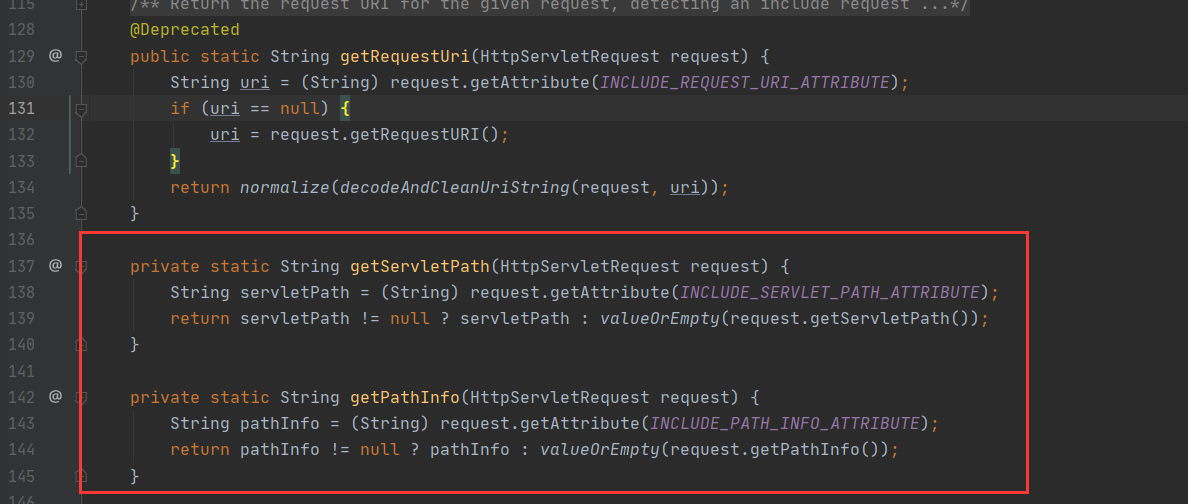 115 /** Return the request URI for the given request, detecting an include request ...*/
128 @Deprecated
129 @ public static String getRequestUri(HttpServletRequest request) {
130 String uri = (String) request.getAttribute(INCLUDE_REQUEST_URI_ATTRIBUTE);
131 if (uri == null) {
132 uri = request.getRequestURI();
133 }
134 return normalize(decodeAndCleanUriString(request, uri));
135 }
136
137 @ private static String getServletPath(HttpServletRequest request) {
138 String servletPath = (String) request.getAttribute(INCLUDE_SERVLET_PATH_ATTRIBUTE);
139 return servletPath != null ? servletPath : valueOrEmpty(request.getServletPath());
140 }
141
142 @ private static String getPathInfo(HttpServletRequest request) {
143 String pathInfo = (String) request.getAttribute(INCLUDE_PATH_INFO_ATTRIBUTE);
144 return pathInfo != null ? pathInfo : valueOrEmpty(request.getPathInfo());
145 }
146